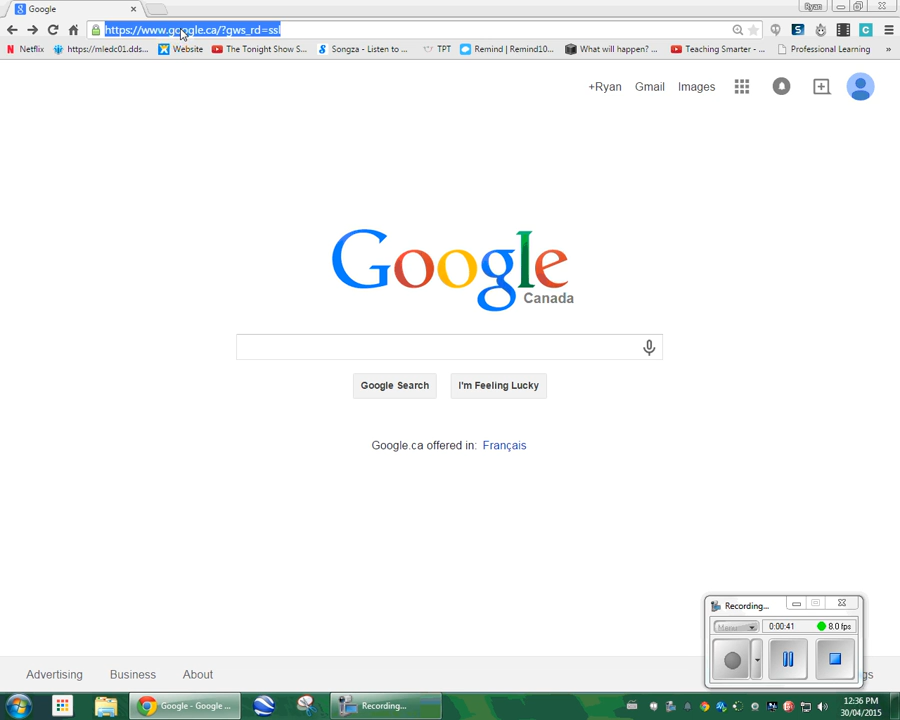 Google
Ryan
https://www.google.ca/?gws_rd=ssl
Netflix
https://mledc01.dds...
Website
The Tonight Show S...
Songza - Listen to ...
TPT
Remind | Remind10...
What will happen? ...
Teaching Smarter - ...
Professional Learning
»
+Ryan
Gmail
Images
Google
Canada
Google Search
I'm Feeling Lucky
Google.ca offered in: Français
Recording...
Menu
0:00:41
8.0 fps
Advertising
Business
About
Google - Google ...
Recording...
12:36 PM
30/04/2015